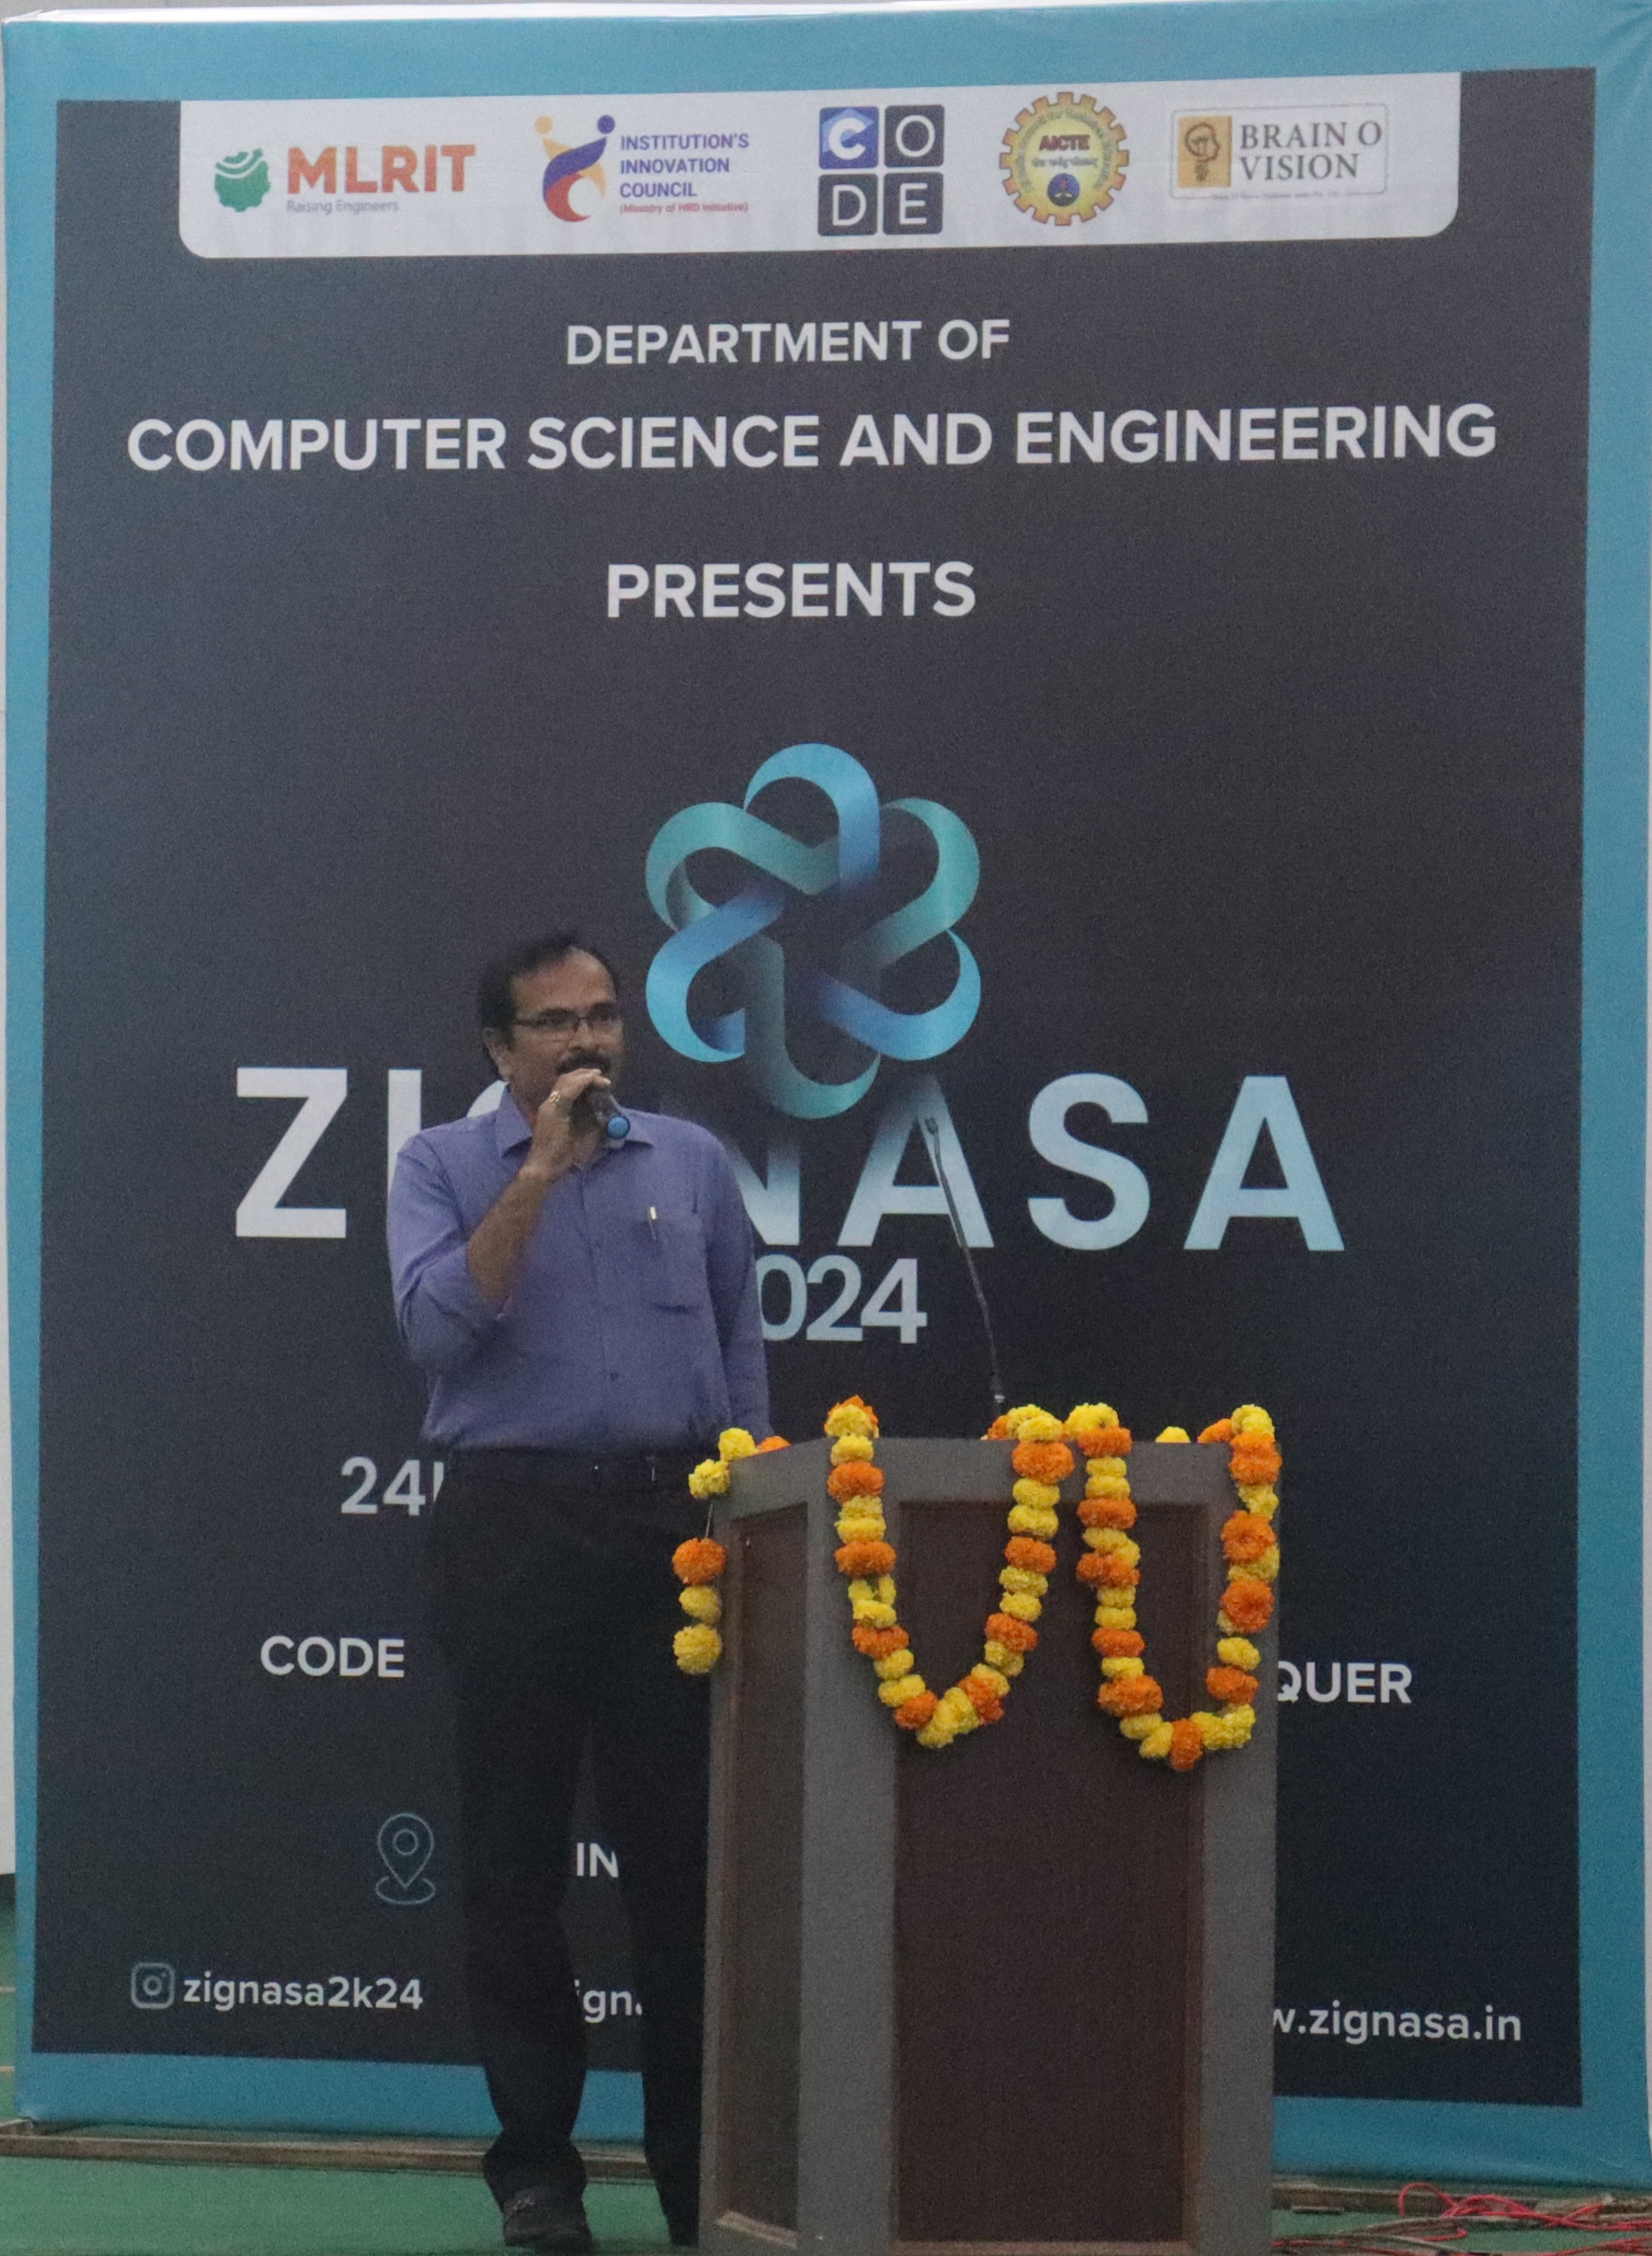 MLRIT
Raising Engineers
INSTITUTION'S
INNOVATION
COUNCIL
(Ministry of HRD Initiative)
CODE
AICTE
BRAIN O
VISION
DEPARTMENT OF
COMPUTER SCIENCE AND ENGINEERING
PRESENTS
ZI NASA
024
24
CODE QUER
IN
zignasa2k24 ign w.zignasa.in